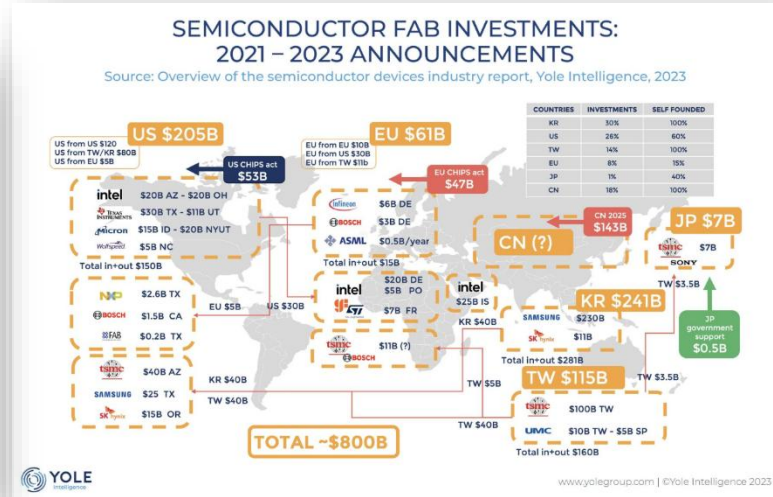 SEMICONDUCTOR FAB INVESTMENTS:
2021 – 2023 ANNOUNCEMENTS
Source: Overview of the semiconductor devices industry report, Yole Intelligence, 2023
COUNTRIES INVESTMENTS SELF FOUNDED
KR 30% 100%
US 26% 60%
TW 14% 100%
EU 8% 15%
JP 1% 40%
CN 18% 100%
US $205B
US from US $120
US from TW/KR $80B
US from EU $5B
US CHIPS act
$53B
intel $20B AZ - $20B OH
TEXAS INSTRUMENTS $30B TX - $11B UT
Micron $15B ID - $20B NYUT
Wolfspeed $5B NC
Total in+out $150B
NXP $2.6B TX
BOSCH $1.5B CA
FAB $0.2B TX
tsmc $40B AZ
SAMSUNG $25 TX
SK hynix $15B OR
EU $5B
US $30B
KR $40B
TW $40B
EU $61B
EU from EU $10B
EU from US $30B
EU from TW $11b
EU CHIPS act
$47B
infineon $6B DE
BOSCH $3B DE
ASML $0.5B/year
Total in+out $15B
intel $20B DE
$5B PO
ST $7B FR
tsmc BOSCH $11B (?)
intel
$25B IS
CN 2025
$143B
CN (?)
JP $7B
tsmc SONY $7B
TW $3.5B
JP
government
support
$0.5B
KR $241B
KR $40B
SAMSUNG $230B
SK hynix $11B
Total in+out $281B
TW $3.5B
TW $5B
TW $40B
TW $115B
tsmc $100B TW
UMC $10B TW - $5B SP
Total in+out $160B
TOTAL ~$800B
YOLE
Intelligence
www.yolegroup.com | ©Yole Intelligence 2023